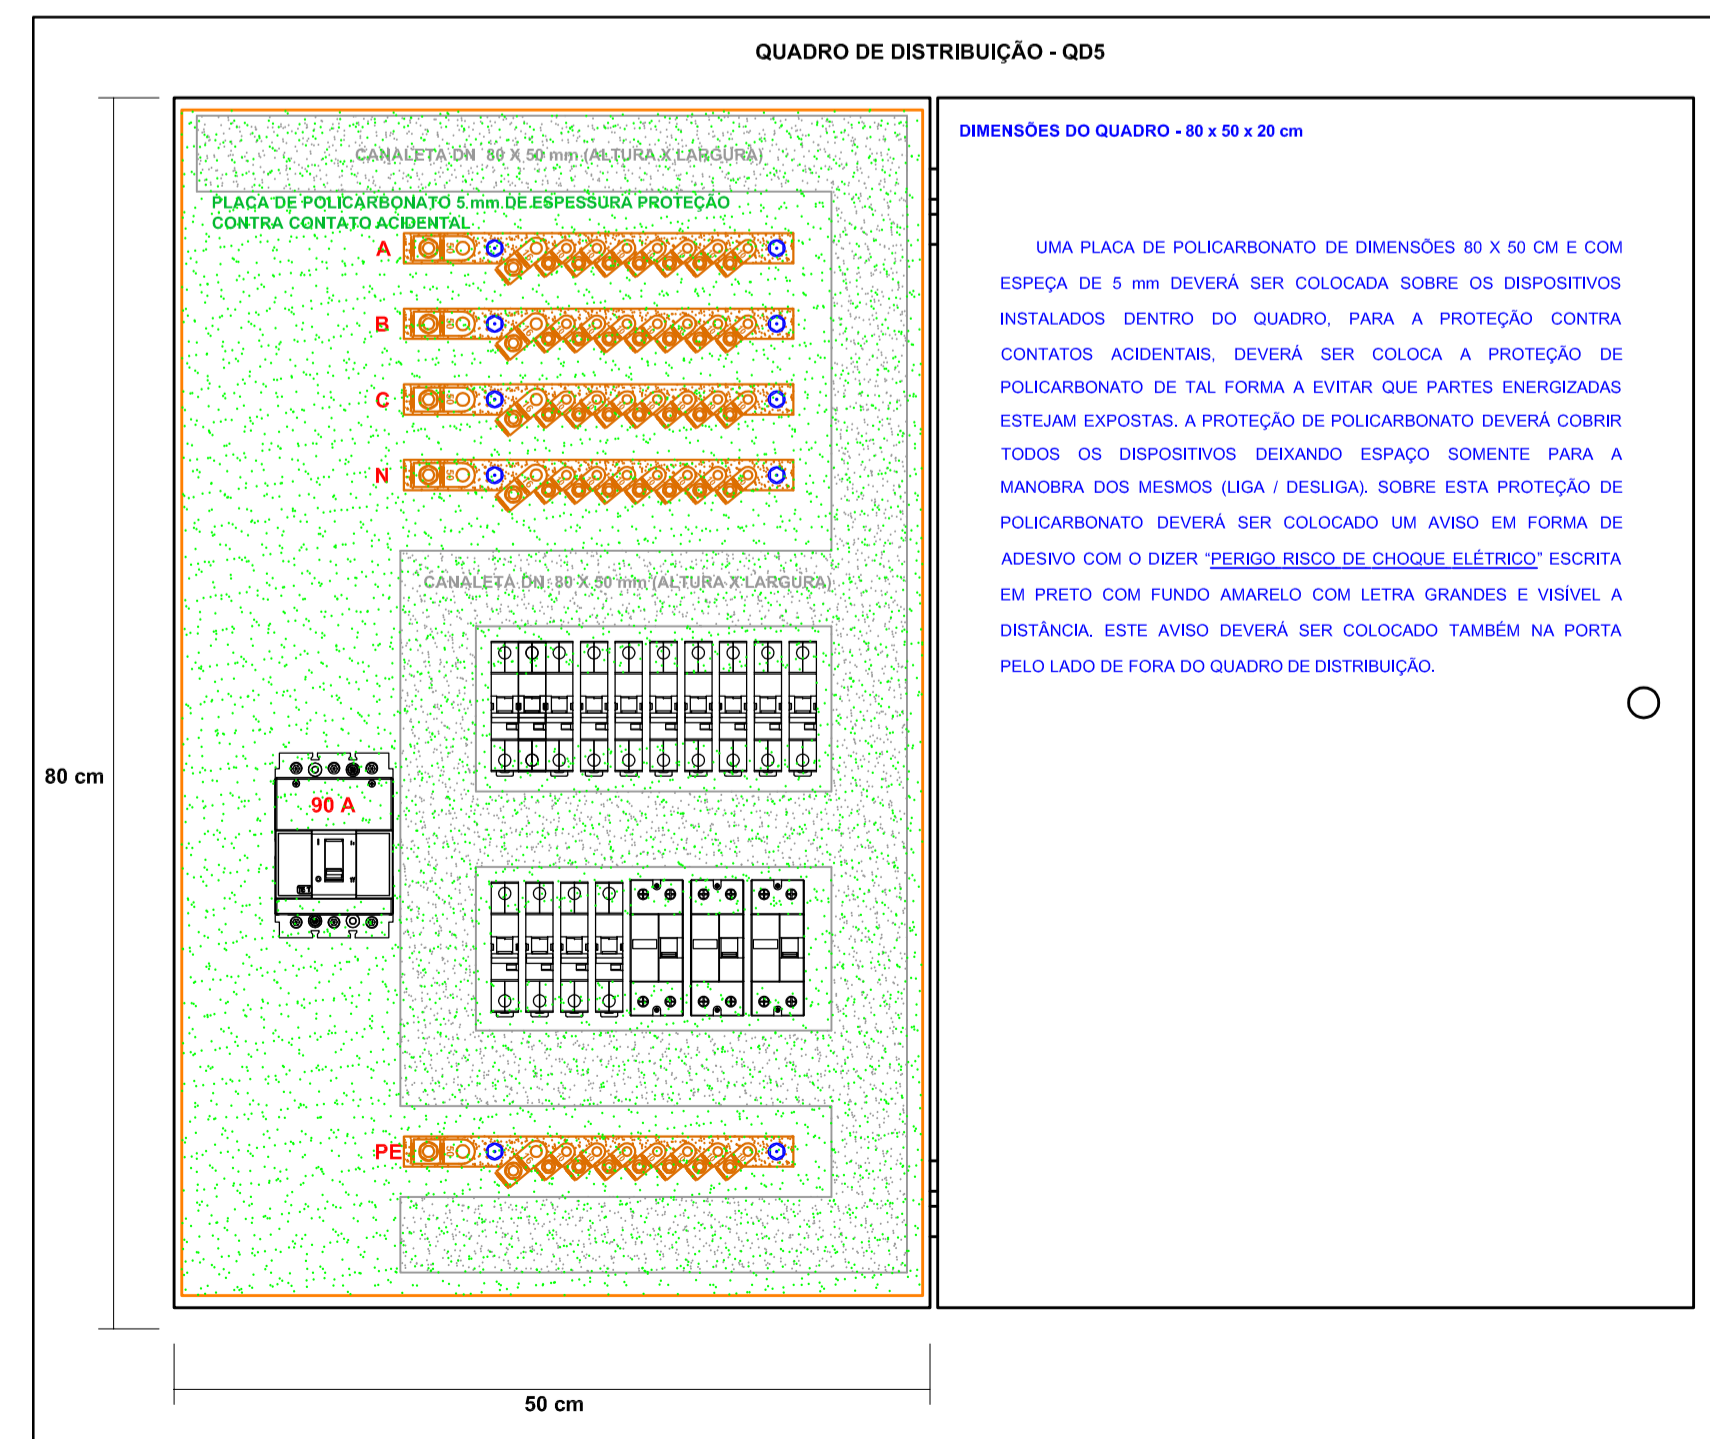 QUADRO DE DISTRIBUIÇÃO - QD5
DIMENSÕES DO QUADRO - 80 x 50 x 20 cm
CANALETA DN 80 X 50 mm (ALTURA X LARGURA)
PLACA DE POLICARBONATO 5 mm DE ESPESSURA PROTEÇÃO
CONTRA CONTATO ACIDENTAL
A
B
C
N
UMA PLACA DE POLICARBONATO DE DIMENSÕES 80 X 50 CM E COM
ESPEÇA DE 5 mm DEVERÁ SER COLOCADA SOBRE OS DISPOSITIVOS
INSTALADOS DENTRO DO QUADRO, PARA A PROTEÇÃO CONTRA
CONTATOS ACIDENTAIS, DEVERÁ SER COLOCA A PROTEÇÃO DE
POLICARBONATO DE TAL FORMA A EVITAR QUE PARTES ENERGIZADAS
ESTEJAM EXPOSTAS. A PROTEÇÃO DE POLICARBONATO DEVERÁ COBRIR
TODOS OS DISPOSITIVOS DEIXANDO ESPAÇO SOMENTE PARA A
MANOBRA DOS MESMOS (LIGA / DESLIGA). SOBRE ESTA PROTEÇÃO DE
POLICARBONATO DEVERÁ SER COLOCADO UM AVISO EM FORMA DE
ADESIVO COM O DIZER “PERIGO RISCO DE CHOQUE ELÉTRICO” ESCRITA
EM PRETO COM FUNDO AMARELO COM LETRA GRANDES E VISÍVEL A
DISTÂNCIA. ESTE AVISO DEVERÁ SER COLOCADO TAMBÉM NA PORTA
PELO LADO DE FORA DO QUADRO DE DISTRIBUIÇÃO.
CANALETA DN 80 X 50 mm (ALTURA X LARGURA)
80 cm
90 A
PE
50 cm